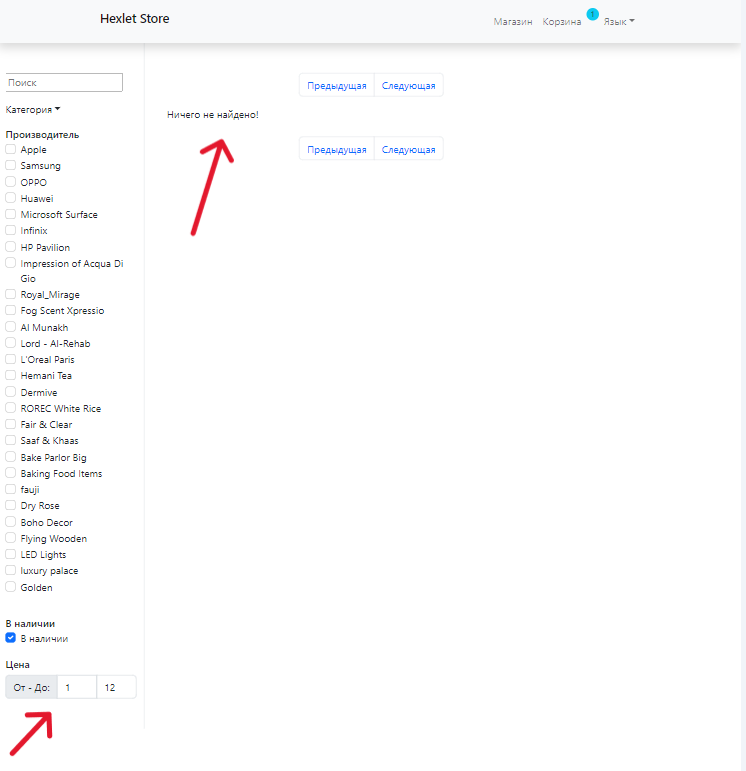 Hexlet Store
Магазин Корзина 1 Язык
Поиск
Категория
Производитель
Apple
Samsung
OPPO
Huawei
Microsoft Surface
Infinix
HP Pavilion
Impression of Acqua Di
Gio
Royal_Mirage
Fog Scent Xpressio
Al Munakh
Lord - Al-Rehab
L'Oreal Paris
Hemani Tea
Dermive
ROREC White Rice
Fair & Clear
Saaf & Khaas
Bake Parlor Big
Baking Food Items
fauji
Dry Rose
Boho Decor
Flying Wooden
LED Lights
luxury palace
Golden
В наличии
В наличии
Цена
От - До: 1 12
Предыдущая Следующая
Ничего не найдено!
Предыдущая Следующая